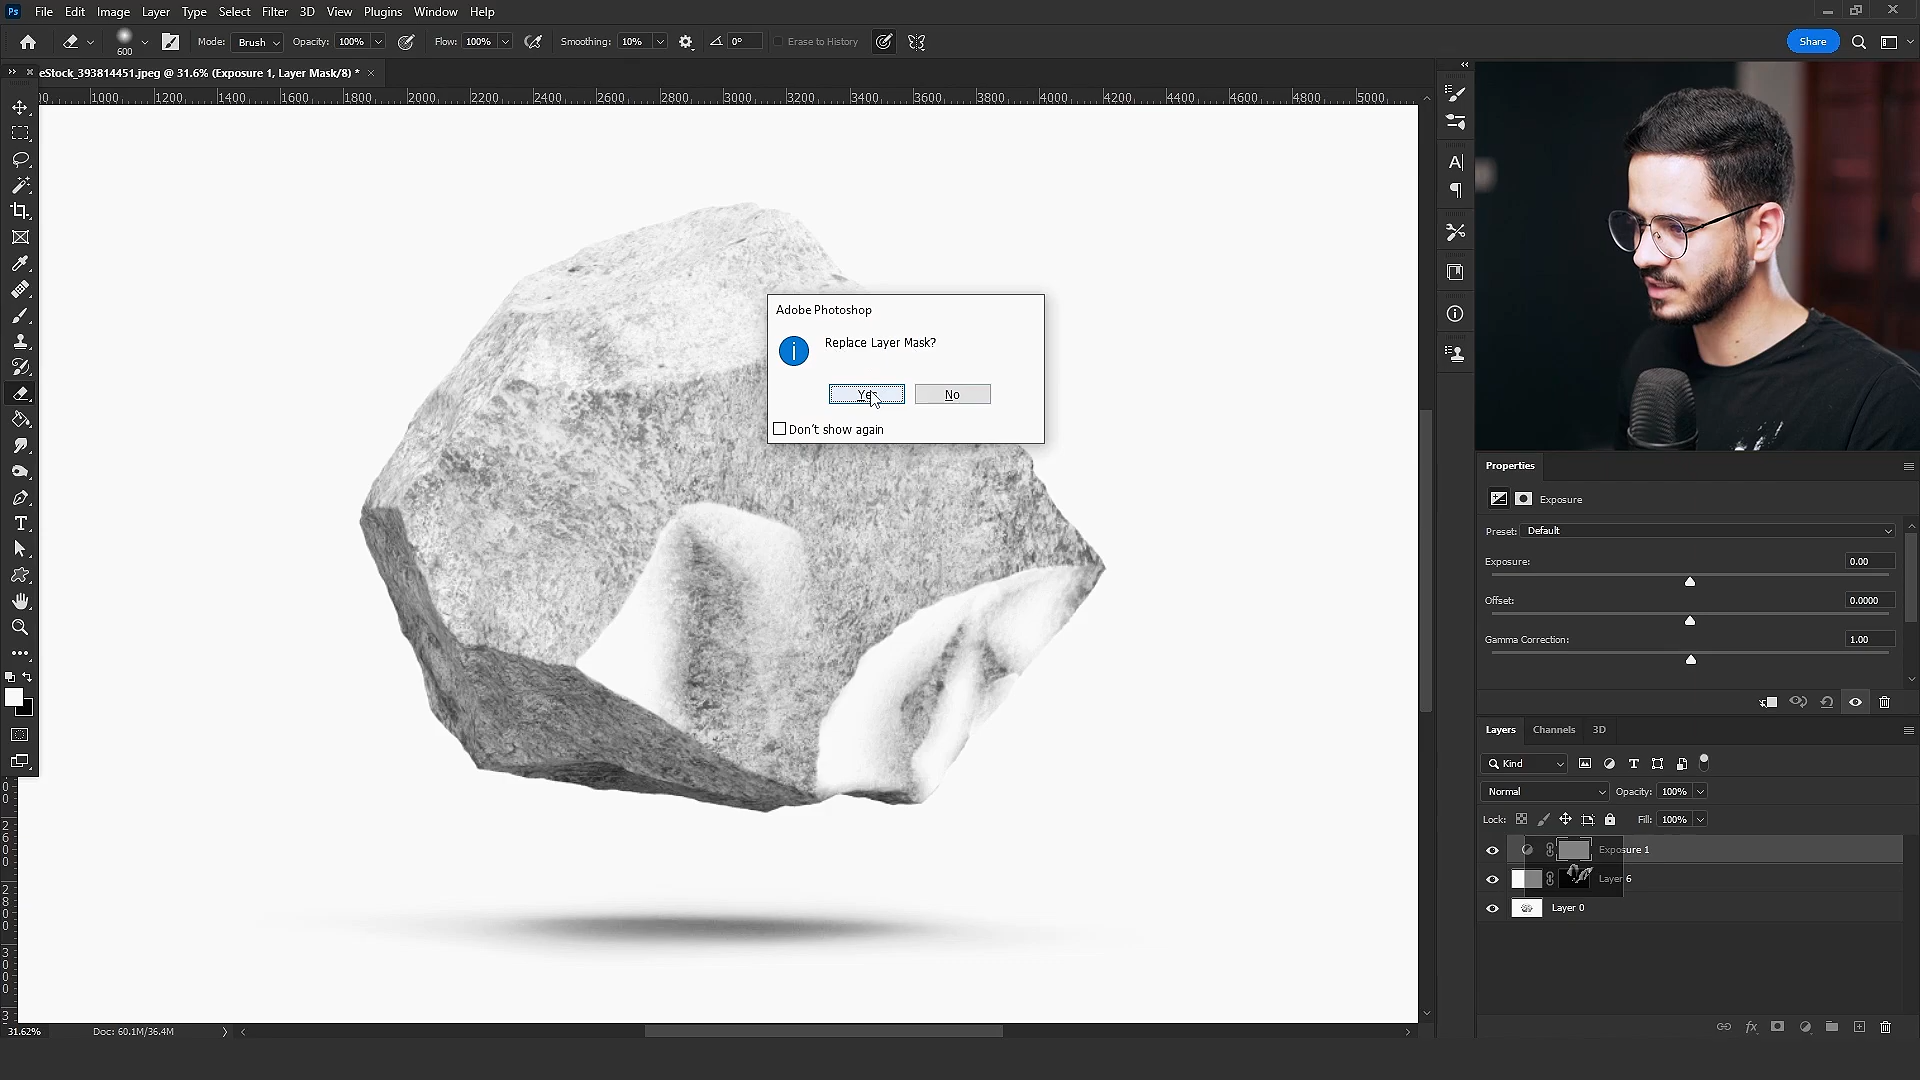 Ps File Edit Image Layer Type Select Filter 3D View Plugins Window Help
600 Mode: Brush Opacity: 100% Flow: 100% Smoothing: 10% 0° Erase to History Share
eStock_393814451.jpeg @ 31.6% (Exposure 1, Layer Mask/8) *
1000 1200 1400 1600 1800 2000 2200 2400 2600 2800 3000 3200 3400 3600 3800 4000 4200 4400 4600 4800 5000
Adobe Photoshop
Replace Layer Mask?
Yes No
Don't show again
Properties
Exposure
Preset: Default
Exposure: 0.00
Offset: 0.0000
Gamma Correction: 1.00
Layers Channels 3D
Kind
Normal Opacity: 100%
Lock: Fill: 100%
Exposure 1
Layer 6
Layer 0
31.62% Doc: 60.1M/36.4M